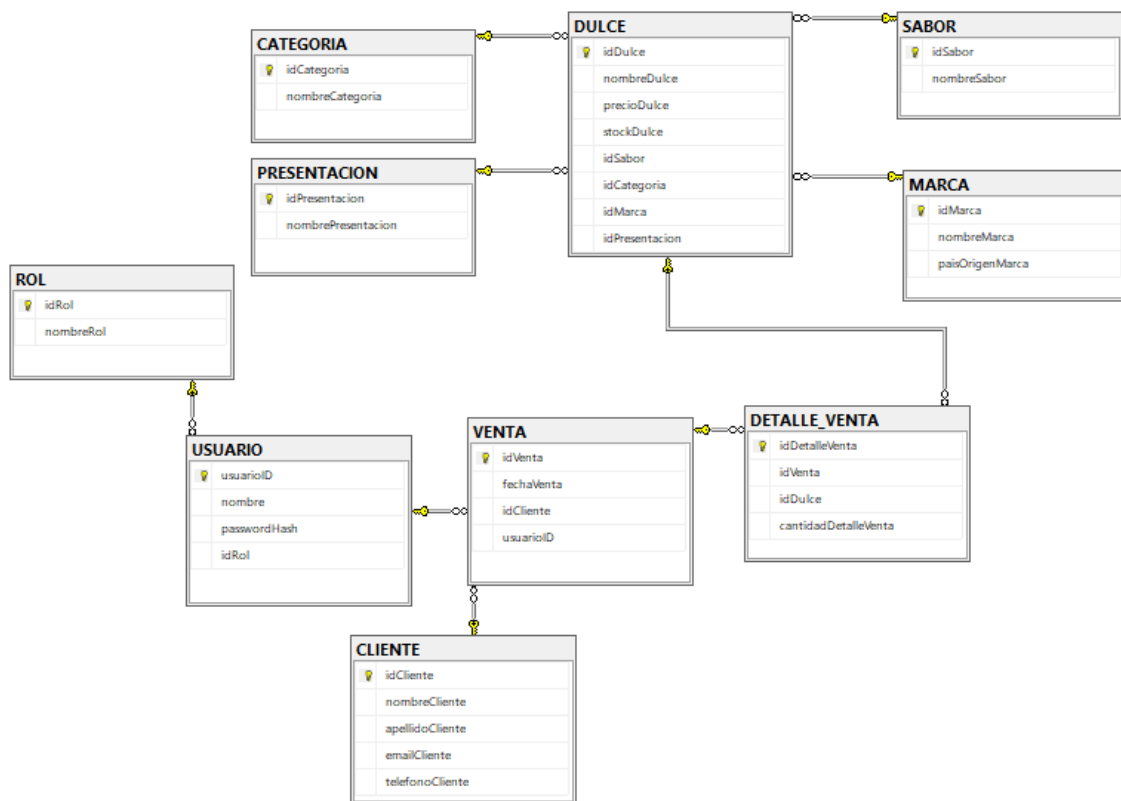 CATEGORIA
idCategoria
nombreCategoria
PRESENTACION
idPresentacion
nombrePresentacion
DULCE
idDulce
nombreDulce
precioDulce
stockDulce
idSabor
idCategoria
idMarca
idPresentacion
SABOR
idSabor
nombreSabor
MARCA
idMarca
nombreMarca
paisOrigenMarca
ROL
idRol
nombreRol
USUARIO
usuarioID
nombre
passwordHash
idRol
VENTA
idVenta
fechaVenta
idCliente
usuarioID
DETALLE_VENTA
idDetalleVenta
idVenta
idDulce
cantidadDetalleVenta
CLIENTE
idCliente
nombreCliente
apellidoCliente
emailCliente
telefonoCliente